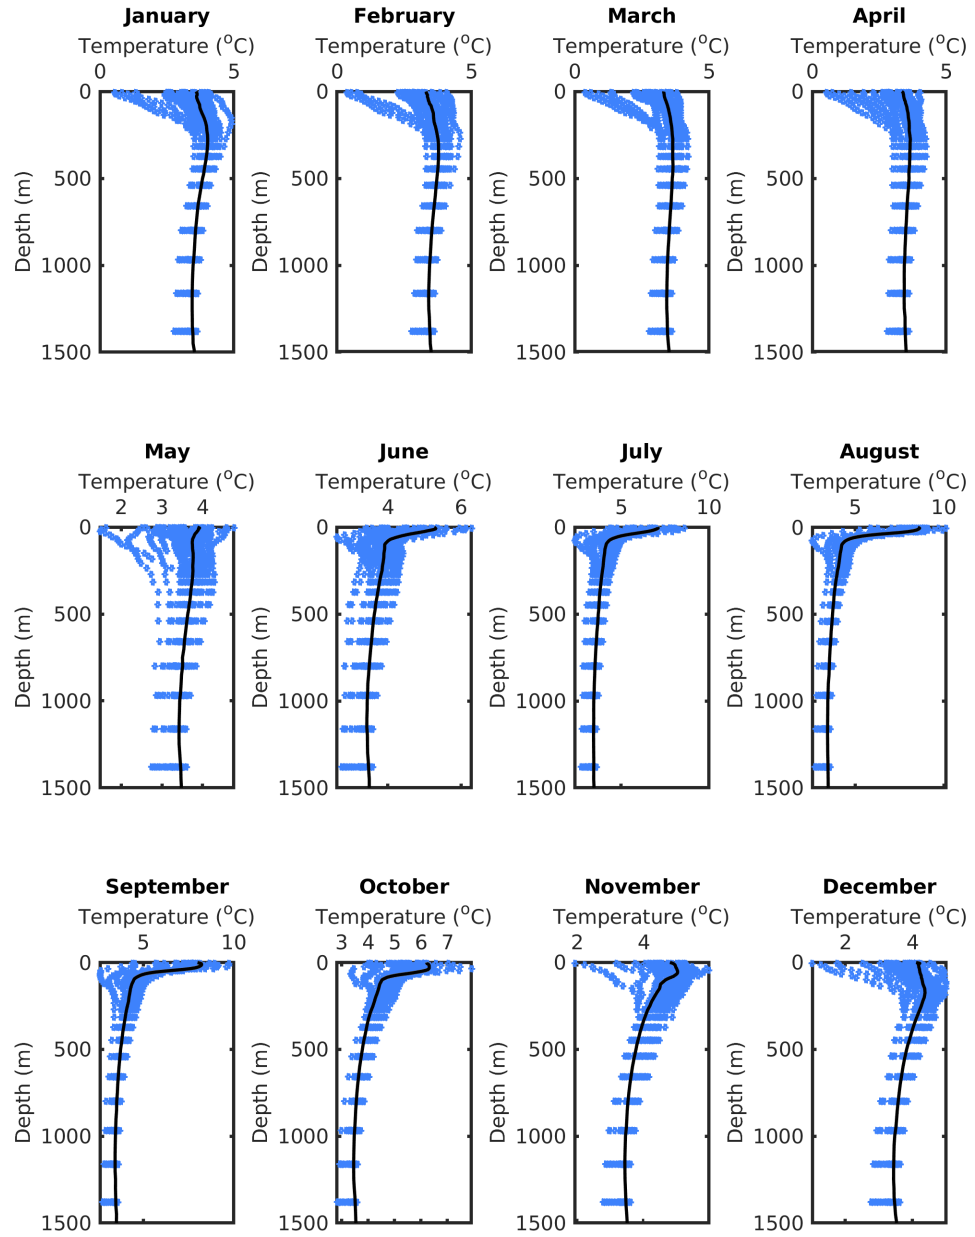 January February March April
Temperature (°C) Temperature (°C) Temperature (°C) Temperature (°C)
0 5 0 5 0 5 0 5
0 0 0 0
500 500 500 500
1000 1000 1000 1000
1500 1500 1500 1500
Depth (m) Depth (m) Depth (m) Depth (m)
May June July August
Temperature (°C) Temperature (°C) Temperature (°C) Temperature (°C)
2 3 4 4 6 5 10 5 10
0 0 0 0
500 500 500 500
1000 1000 1000 1000
1500 1500 1500 1500
Depth (m) Depth (m) Depth (m) Depth (m)
September October November December
Temperature (°C) Temperature (°C) Temperature (°C) Temperature (°C)
5 10 3 4 5 6 7 2 4 2 4
0 0 0 0
500 500 500 500
1000 1000 1000 1000
1500 1500 1500 1500
Depth (m) Depth (m) Depth (m) Depth (m)